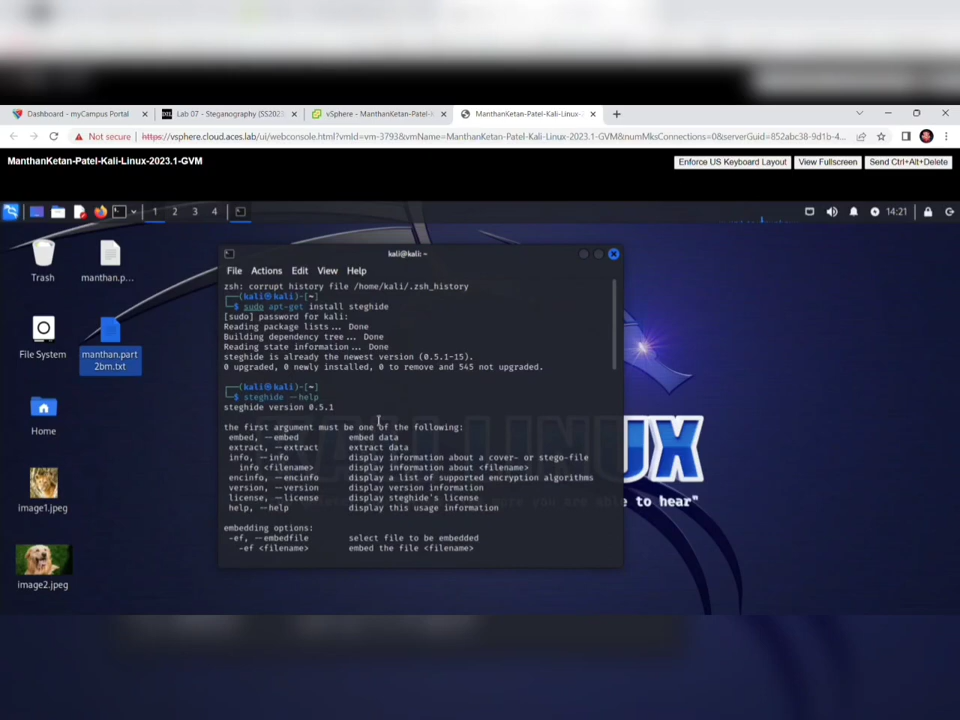 Dashboard - myCampus Portal
Lab 07 - Steganography (SS2023
vSphere - ManthanKetan-Patel-K
ManthanKetan-Patel-Kali-Linux-2
Not secure
https://vsphere.cloud.aces.lab/ui/webconsole.html?vmId=vm-3793&vmName=ManthanKetan-Patel-Kali-Linux-2023.1-GVM&numMksConnections=0&serverGuid=852abc38-9d1b-4...
ManthanKetan-Patel-Kali-Linux-2023.1-GVM
Enforce US Keyboard Layout
View Fullscreen
Send Ctrl+Alt+Delete
1 2 3 4
14:21
Trash
manthan.p...
File System
manthan.part
2bm.txt
Home
image1.jpeg
image2.jpeg
kali@kali: ~
File Actions Edit View Help
zsh: corrupt history file /home/kali/.zsh_history
┌──(kali㉿kali)-[~]
└─$ sudo apt-get install steghide
[sudo] password for kali:
Reading package lists... Done
Building dependency tree... Done
Reading state information... Done
steghide is already the newest version (0.5.1-15).
0 upgraded, 0 newly installed, 0 to remove and 545 not upgraded.
┌──(kali㉿kali)-[~]
└─$ steghide --help
steghide version 0.5.1
the first argument must be one of the following:
embed, --embed embed data
extract, --extract extract data
info, --info display information about a cover- or stego-file
info <filename> display information about <filename>
encinfo, --encinfo display a list of supported encryption algorithms
version, --version display version information
license, --license display steghide's license
help, --help display this usage information
embedding options:
-ef, --embedfile select file to be embedded
-ef <filename> embed the file <filename>
KALI LINUX
you are able to hear"